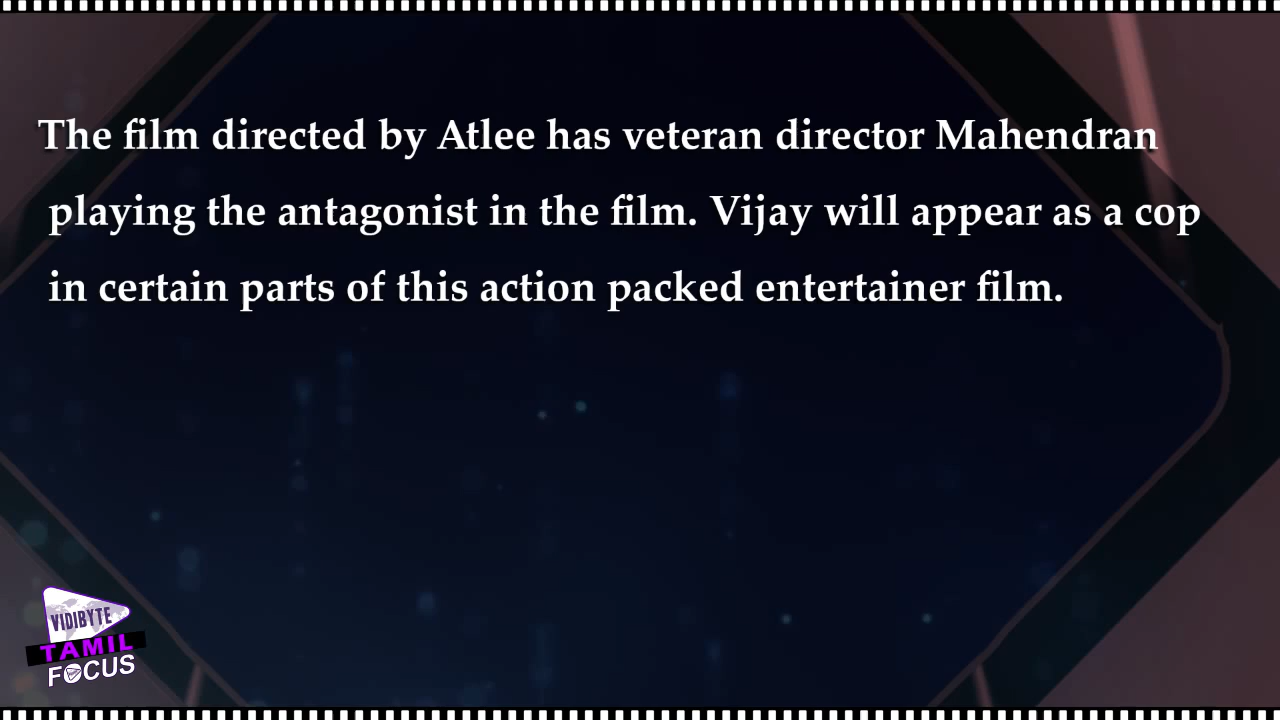 The film directed by Atlee has veteran director Mahendran
playing the antagonist in the film. Vijay will appear as a cop
in certain parts of this action packed entertainer film.
VIDIBYTE
TAMIL
FOCUS